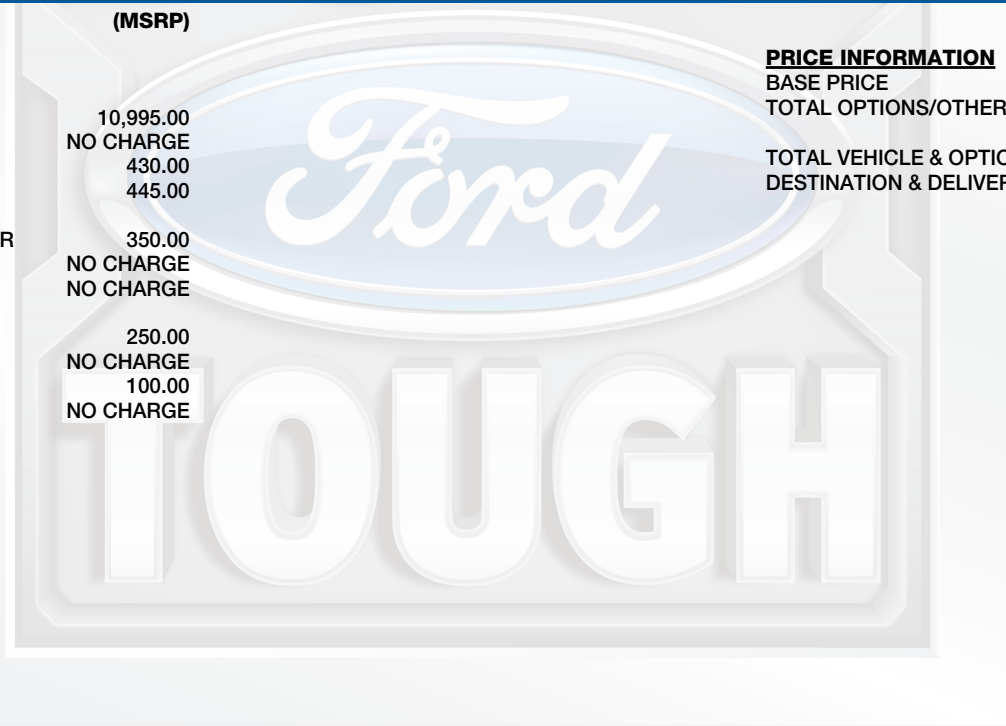 (MSRP)
10,995.00
NO CHARGE
430.00
445.00
R 350.00
NO CHARGE
NO CHARGE
250.00
NO CHARGE
100.00
NO CHARGE
PRICE INFORMATION
BASE PRICE
TOTAL OPTIONS/OTHER
TOTAL VEHICLE & OPTIO
DESTINATION & DELIVER
Ford
TOUGH